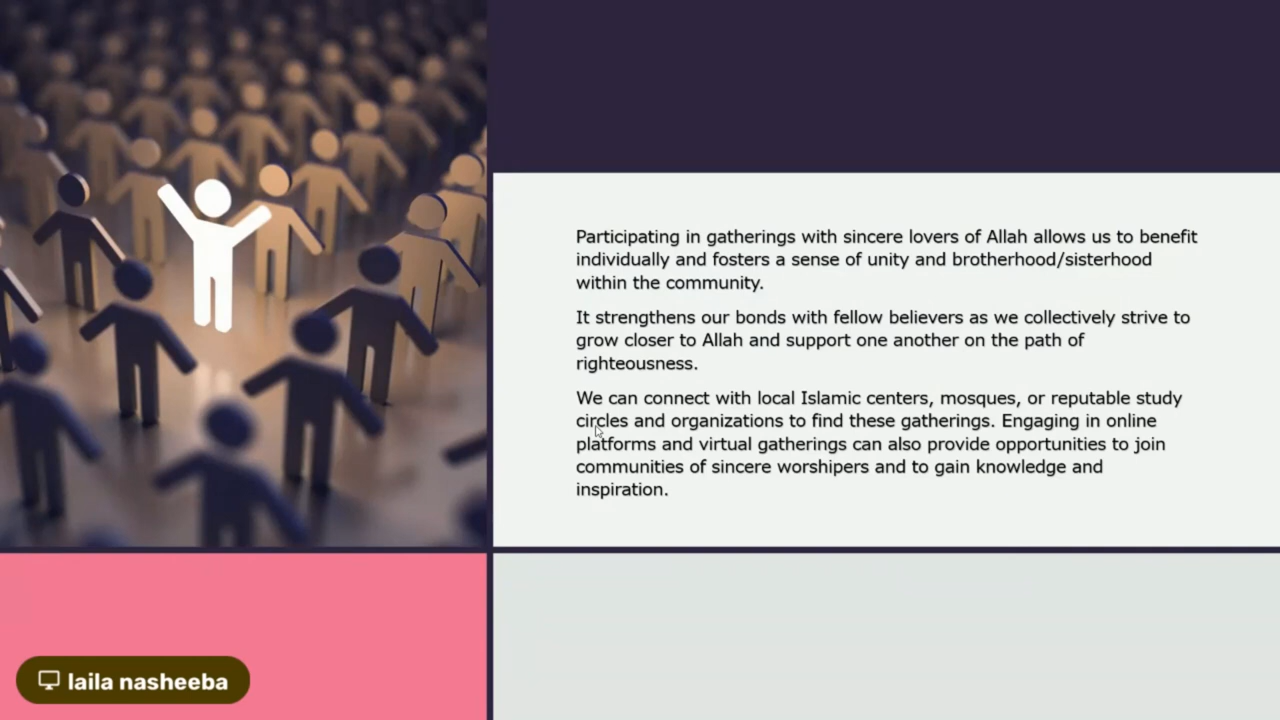 Participating in gatherings with sincere lovers of Allah allows us to benefit
individually and fosters a sense of unity and brotherhood/sisterhood
within the community.
It strengthens our bonds with fellow believers as we collectively strive to
grow closer to Allah and support one another on the path of
righteousness.
We can connect with local Islamic centers, mosques, or reputable study
circles and organizations to find these gatherings. Engaging in online
platforms and virtual gatherings can also provide opportunities to join
communities of sincere worshipers and to gain knowledge and
inspiration.
laila nasheeba